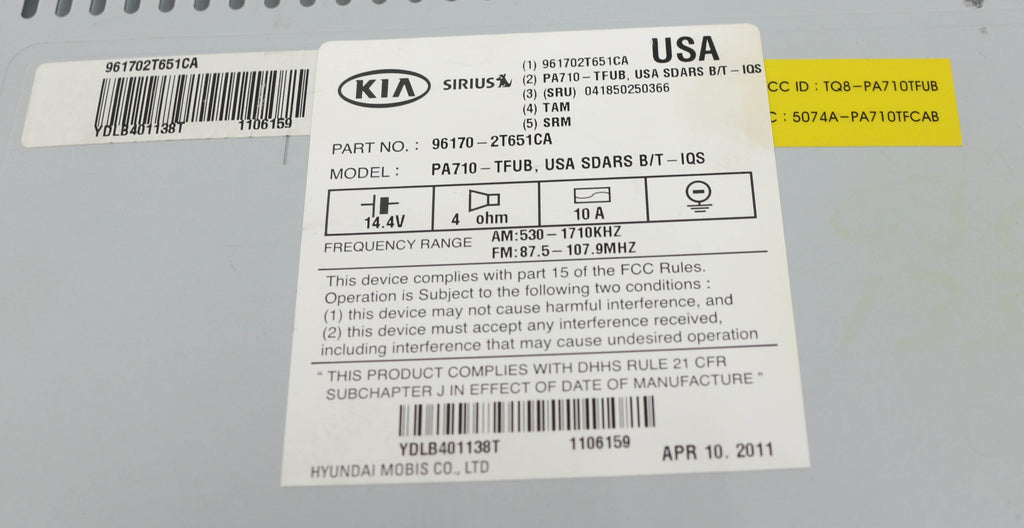 961702T651CA
YDLB401138T 1106159
KIA SIRIUS USA
(1) 961702T651CA
(2) PA710-TFUB, USA SDARS B/T-IQS
(3) (SRU) 041850250366
(4) TAM
(5) SRM
PART NO. : 96170-2T651CA
MODEL : PA710-TFUB, USA SDARS B/T-IQS
14.4V 4 ohm 10 A
FREQUENCY RANGE AM:530-1710KHZ
FM:87.5-107.9MHZ
This device complies with part 15 of the FCC Rules.
Operation is Subject to the following two conditions :
(1) this device may not cause harmful interference, and
(2) this device must accept any interference received,
including interference that may cause undesired operation
" THIS PRODUCT COMPLIES WITH DHHS RULE 21 CFR
SUBCHAPTER J IN EFFECT OF DATE OF MANUFACTURE "
YDLB401138T 1106159
HYUNDAI MOBIS CO., LTD APR 10. 2011
CC ID : TQ8-PA710TFUB
C : 5074A-PA710TFCAB